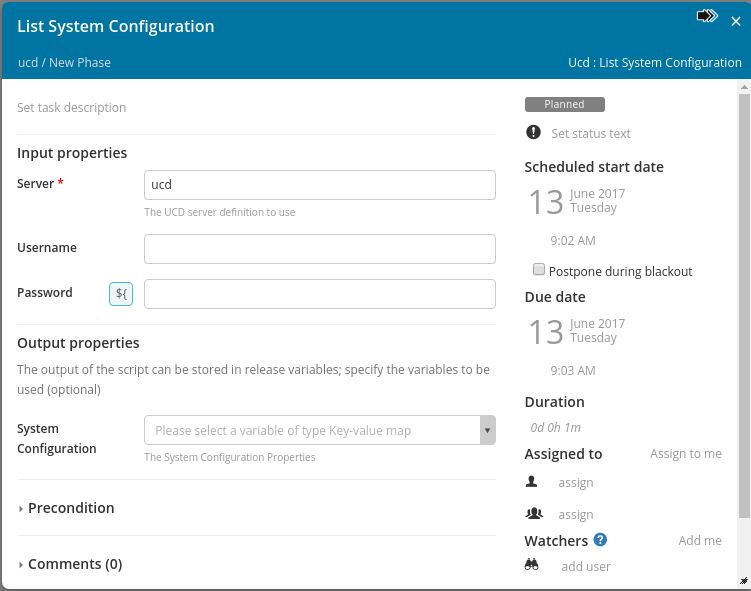 List System Configuration
ucd / New Phase
Ucd : List System Configuration
Set task description
Input properties
Server *
ucd
The UCD server definition to use
Username
Password
${
Output properties
The output of the script can be stored in release variables; specify the variables to be
used (optional)
System
Configuration
Please select a variable of type Key-value map
The System Configuration Properties
Precondition
Comments (0)
Planned
Set status text
Scheduled start date
13
June 2017
Tuesday
9:02 AM
Postpone during blackout
Due date
13
June 2017
Tuesday
9:03 AM
Duration
0d 0h 1m
Assigned to
Assign to me
assign
assign
Watchers ?
Add me
add user